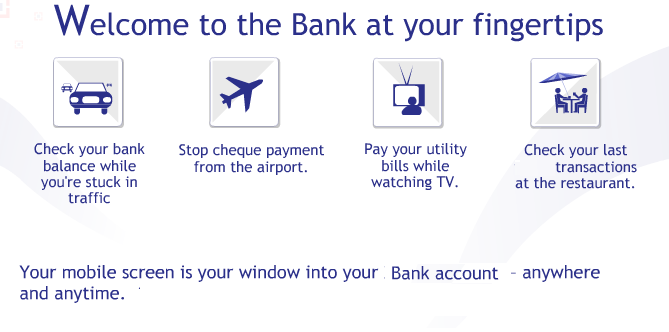 Welcome to the Bank at your fingertips
Check your bank
balance while
you're stuck in
traffic
Stop cheque payment
from the airport.
Pay your utility
bills while
watching TV.
Check your last
transactions
at the restaurant.
Your mobile screen is your window into your Bank account - anywhere
and anytime.